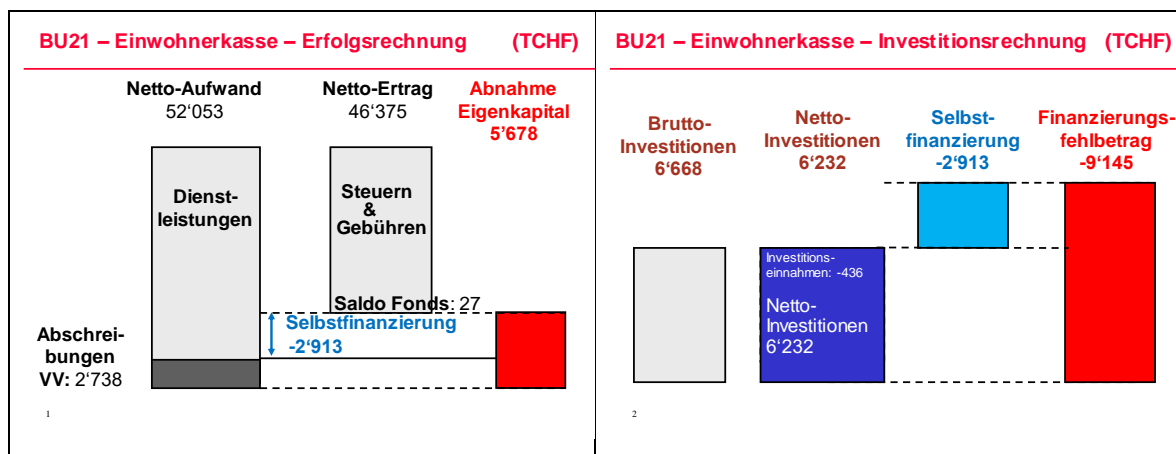 BU21 – Einwohnerkasse – Erfolgsrechnung (TCHF)
Netto-Aufwand
52‘053
Netto-Ertrag
46‘375
Abnahme
Eigenkapital
5’678
Dienst-
leistungen
Steuern
&
Gebühren
Saldo Fonds: 27
Selbstfinanzierung
-2‘913
Abschrei-
bungen
VV: 2‘738
1
BU21 – Einwohnerkasse – Investitionsrechnung (TCHF)
Brutto-
Investitionen
6‘668
Netto-
Investitionen
6‘232
Selbst-
finanzierung
-2‘913
Finanzierungs-
fehlbetrag
-9‘145
Investitions-
einnahmen: -436
Netto-
Investitionen
6‘232
2